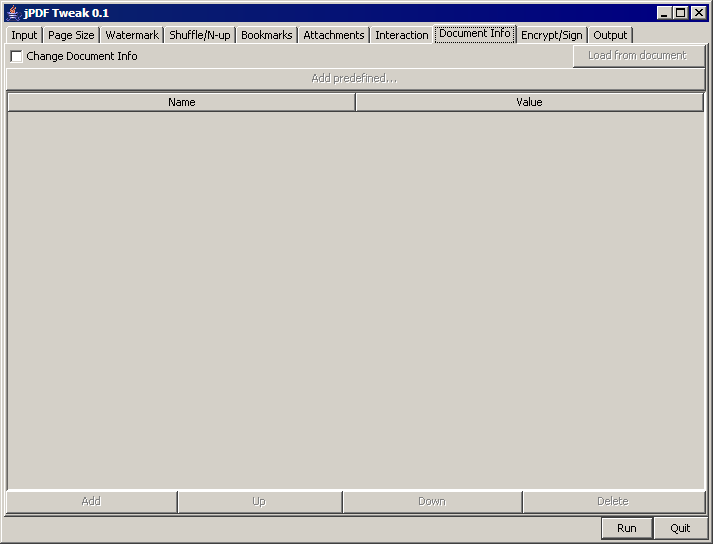 jPDF Tweak 0.1
Input Page Size Watermark Shuffle/N-up Bookmarks Attachments Interaction Document Info Encrypt/Sign Output
Change Document Info Load from document
Add predefined...
Name Value
Add Up Down Delete
Run Quit